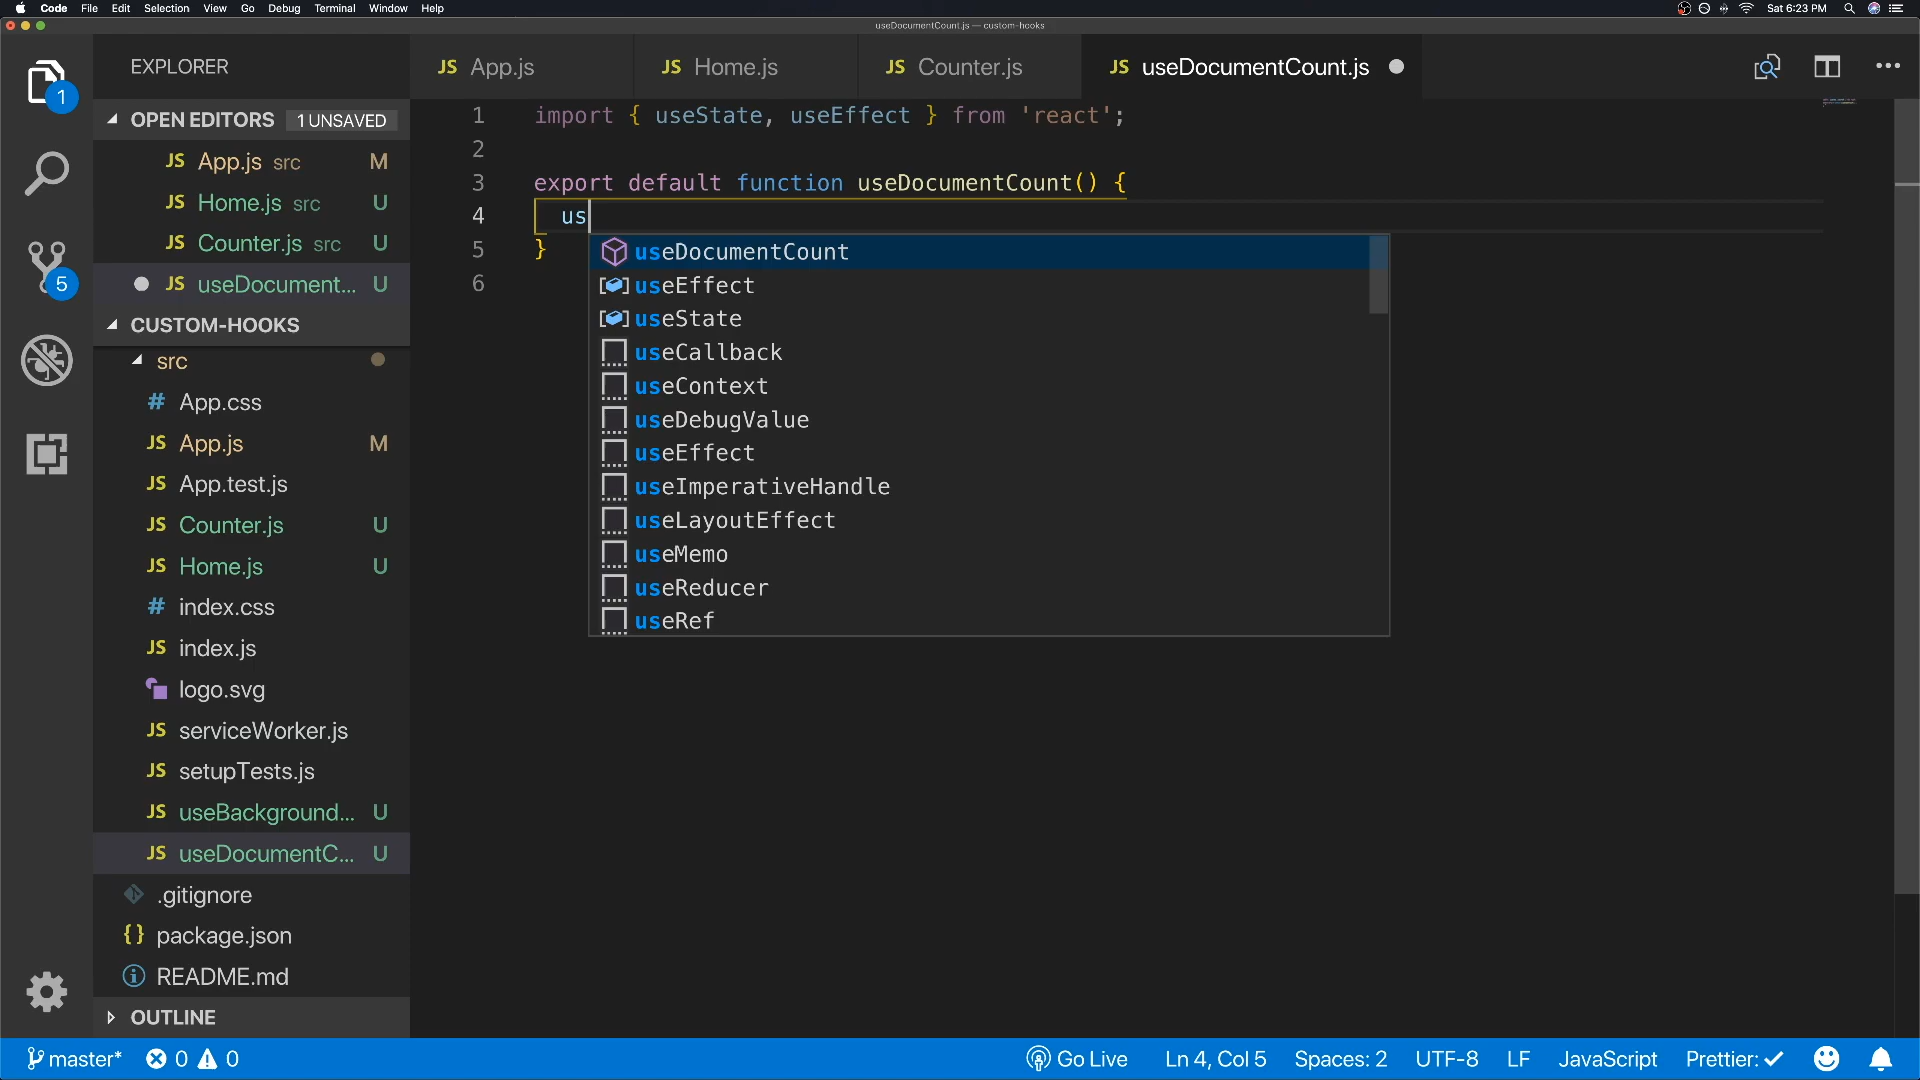 Code File Edit Selection View Go Debug Terminal Window Help Sat 6:23 PM
useDocumentCount.js — custom-hooks
EXPLORER
JS App.js JS Home.js JS Counter.js JS useDocumentCount.js
1
OPEN EDITORS 1 UNSAVED
JS App.js src M
JS Home.js src U
JS Counter.js src U
JS useDocument... U
5
CUSTOM-HOOKS
src
# App.css
JS App.js M
JS App.test.js
JS Counter.js U
JS Home.js U
# index.css
JS index.js
logo.svg
JS serviceWorker.js
JS setupTests.js
JS useBackground... U
JS useDocumentC... U
.gitignore
{} package.json
README.md
OUTLINE
1 import { useState, useEffect } from 'react';
2
3 export default function useDocumentCount() {
4 us
5 }
6
useDocumentCount
useEffect
useState
useCallback
useContext
useDebugValue
useEffect
useImperativeHandle
useLayoutEffect
useMemo
useReducer
useRef
master* 0 0 Go Live Ln 4, Col 5 Spaces: 2 UTF-8 LF JavaScript Prettier: ✓